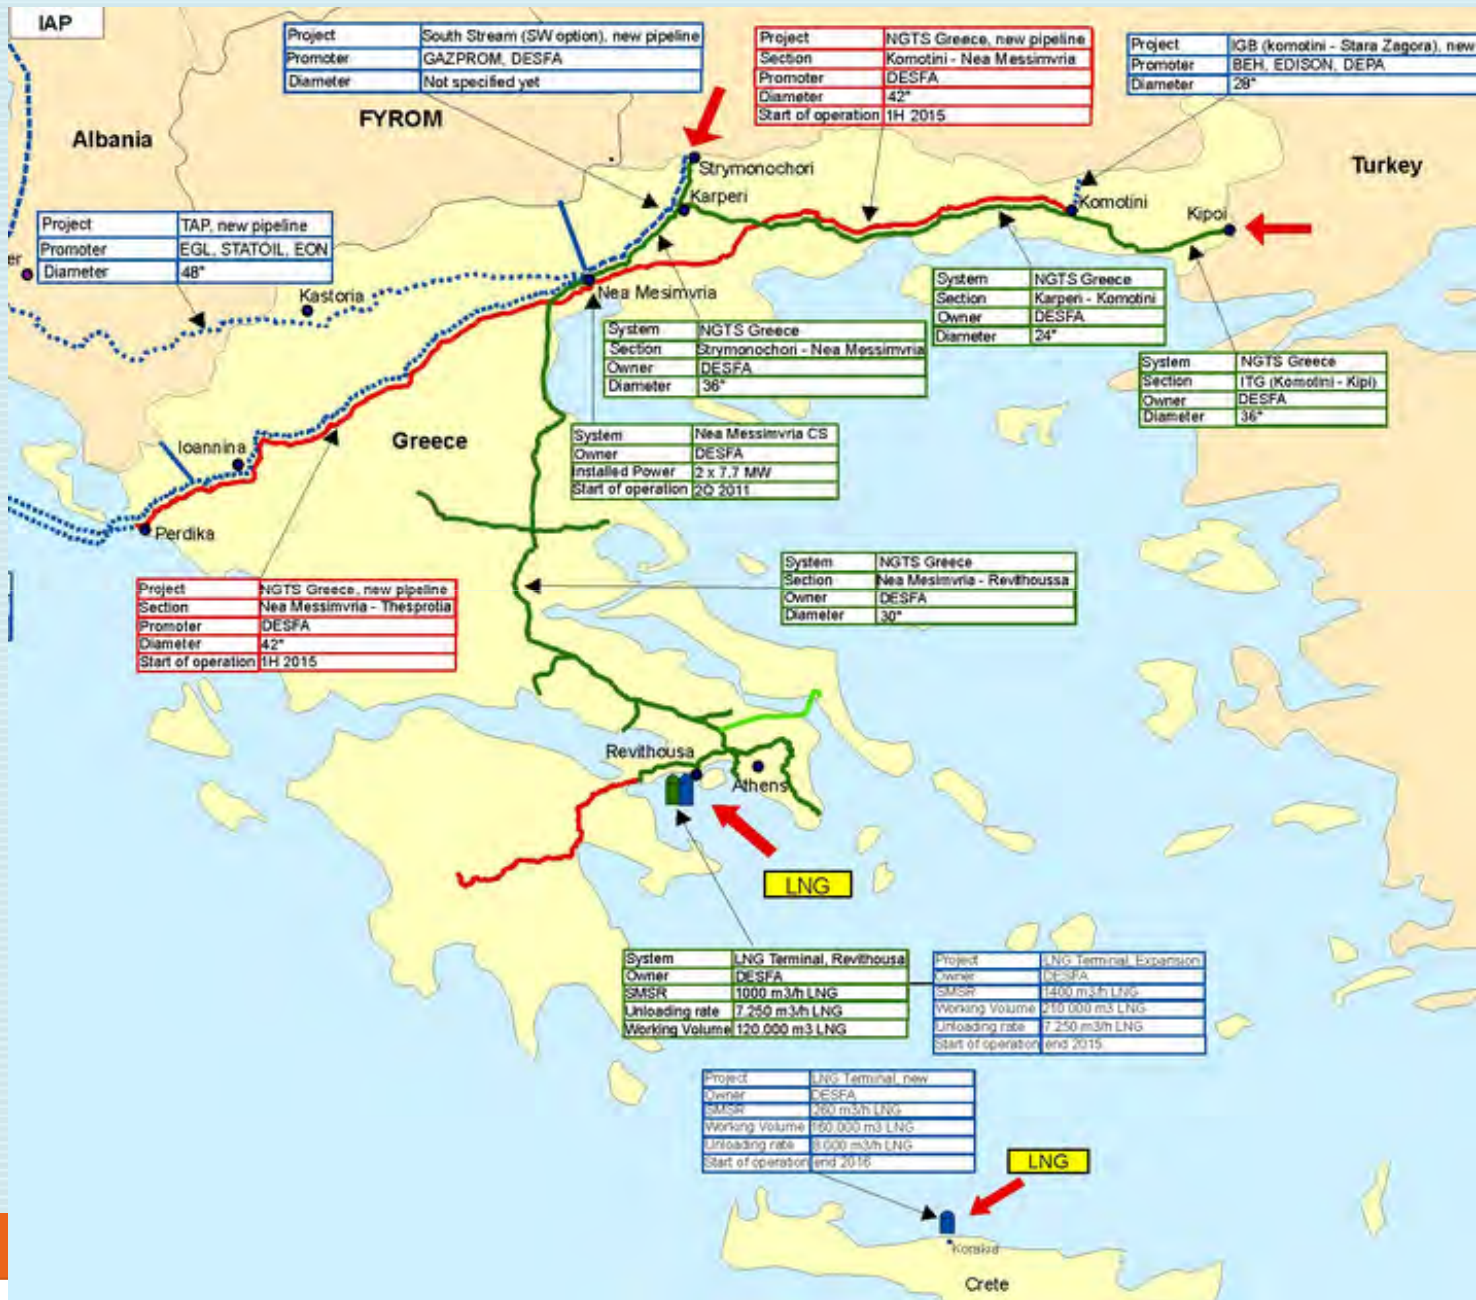 IAP
Project South Stream (SW option), new pipeline
Promoter GAZPROM, DESFA
Diameter Not specified yet
Project NGTS Greece, new pipeline
Section Komotini - Nea Messimvria
Promoter DESFA
Diameter 42"
Start of operation 1H 2015
Project IGB (komotini - Stara Zagora), new
Promoter BEH, EDISON, DEPA
Diameter 28"
Albania
FYROM
Turkey
Strymonochori
Karperi
Komotini
Kipoi
Project TAP, new pipeline
Promoter EGL, STATOIL, EON
Diameter 48"
er
Kastoria
Nea Mesimvria
System NGTS Greece
Section Karperi - Komotini
Owner DESFA
Diameter 24"
System NGTS Greece
Section Strymonochori - Nea Messimvria
Owner DESFA
Diameter 36"
System NGTS Greece
Section ITG (Komotini - Kipi)
Owner DESFA
Diameter 36"
Greece
Ioannina
System Nea Messimvria CS
Owner DESFA
Installed Power 2 x 7.7 MW
Start of operation 2Q 2011
Perdika
System NGTS Greece
Section Nea Mesimvria - Revithoussa
Owner DESFA
Diameter 30"
Project NGTS Greece, new pipeline
Section Nea Messimvria - Thesprotia
Promoter DESFA
Diameter 42"
Start of operation 1H 2015
Revithousa
Athens
LNG
System LNG Terminal, Revithousa
Owner DESFA
SMSR 1000 m3/h LNG
Unloading rate 7.250 m3/h LNG
Working Volume 120.000 m3 LNG
Project LNG Terminal, Expansion
Owner DESFA
SMSR 1400 m3/h LNG
Working Volume 210.000 m3 LNG
Unloading rate 7.250 m3/h LNG
Start of operation end 2015
Project LNG Terminal, new
Owner DESFA
SMSR 260 m3/h LNG
Working Volume 160.000 m3 LNG
Unloading rate 8.000 m3/h LNG
Start of operation end 2016
LNG
Korakia
Crete